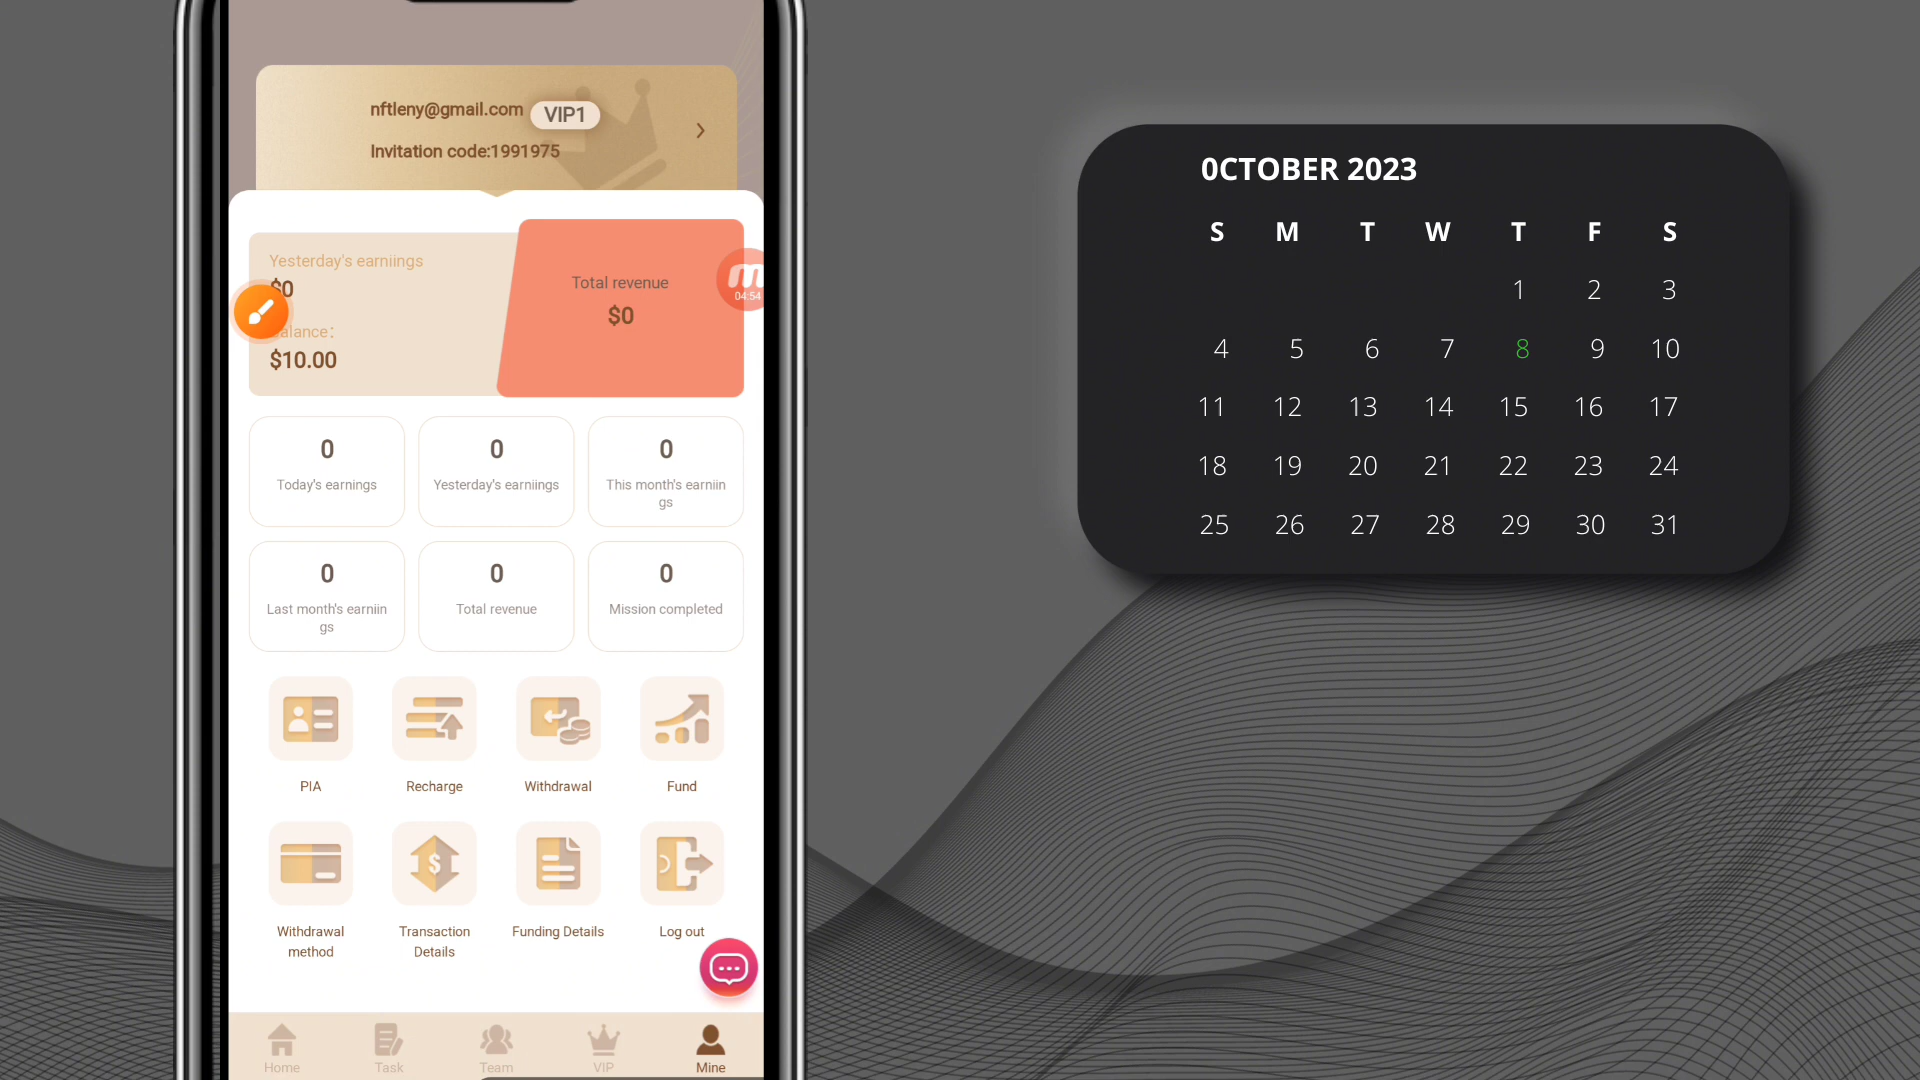 nftleny@gmail.com VIP1
Invitation code:1991975
Yesterday's earniings
$0
alance:
$10.00
Total revenue
$0
04:54
0
Today's earnings
0
Yesterday's earniings
0
This month's earniin
gs
0
Last month's earniin
gs
0
Total revenue
0
Mission completed
PIA
Recharge
Withdrawal
Fund
Withdrawal
method
Transaction
Details
Funding Details
Log out
Home
Task
Team
VIP
Mine
0CTOBER 2023
S M T W T F S
1 2 3
4 5 6 7 8 9 10
11 12 13 14 15 16 17
18 19 20 21 22 23 24
25 26 27 28 29 30 31